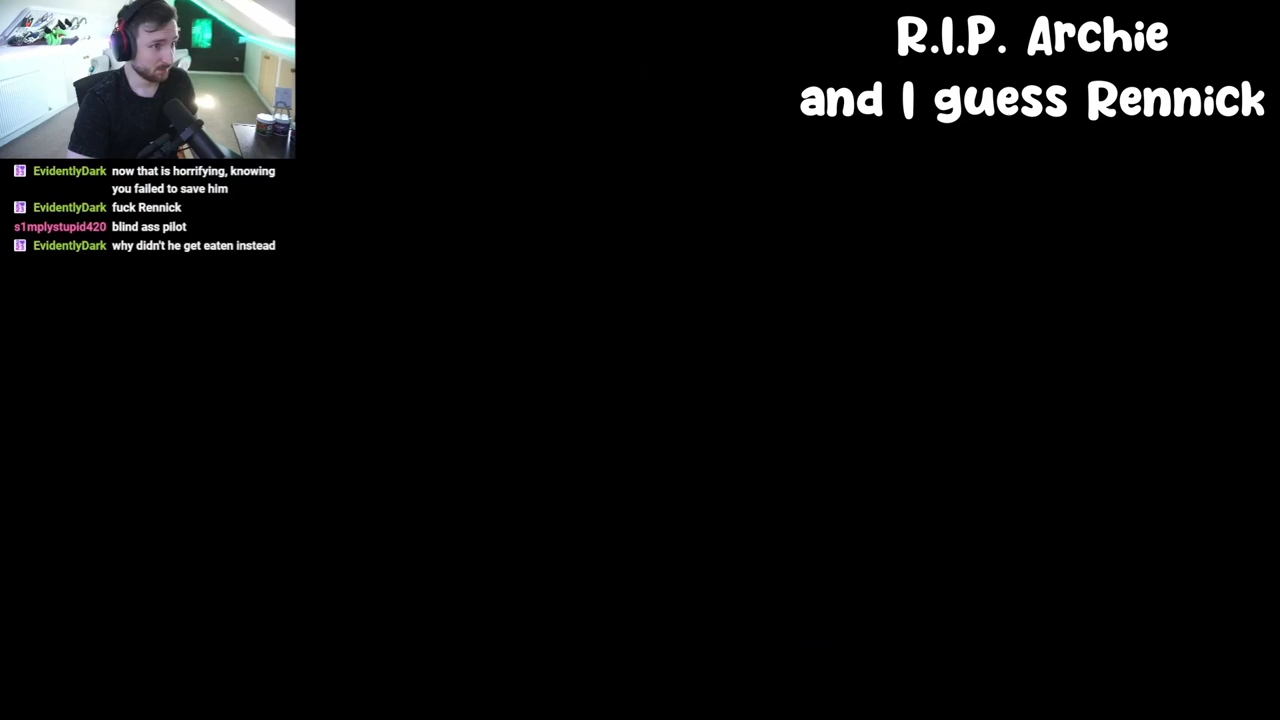 R.I.P. Archie
and I guess Rennick
EvidentlyDark now that is horrifying, knowing
you failed to save him
EvidentlyDark fuck Rennick
s1mplystupid420 blind ass pilot
EvidentlyDark why didn't he get eaten instead